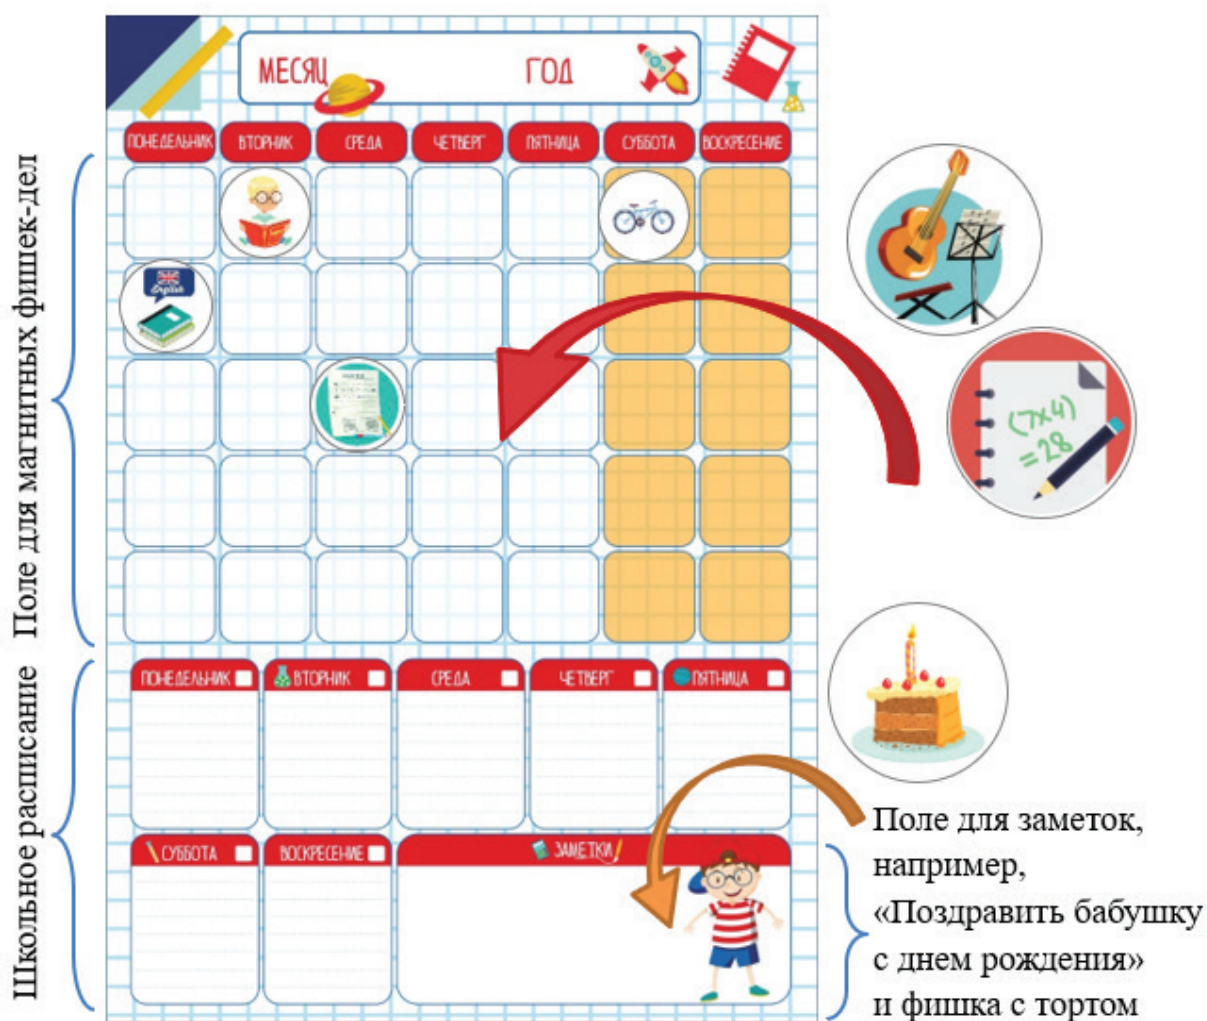 МЕСЯЦ ГОД
ПОНЕДЕЛЬНИК ВТОРНИК СРЕДА ЧЕТВЕРГ ПЯТНИЦА СУББОТА ВОСКРЕСЕНИЕ
Поле для магнитных фишек-дел
English
(7x4)
=28
Школьное расписание
ПОНЕДЕЛЬНИК ВТОРНИК СРЕДА ЧЕТВЕРГ ПЯТНИЦА
СУББОТА ВОСКРЕСЕНИЕ ЗАМЕТКИ
Поле для заметок,
например,
«Поздравить бабушку
с днем рождения»
и фишка с тортом